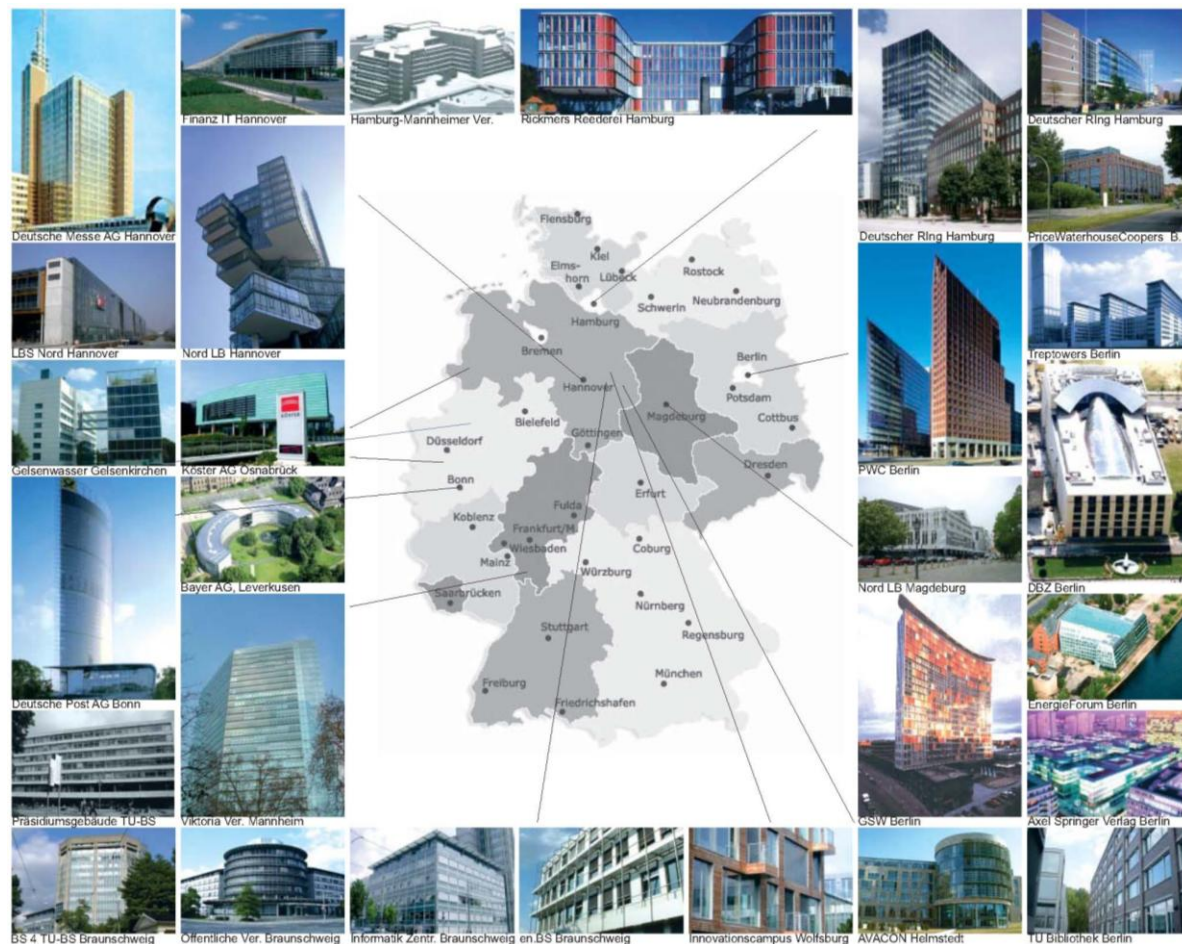 Finanz IT Hannover
Hamburg-Mannheimer Ver.
Rickmers Reederei Hamburg
Deutscher RIng Hamburg
Deutsche Messe AG Hannover
Deutscher RIng Hamburg
PriceWaterhouseCoopers B.
LBS Nord Hannover
Nord LB Hannover
Treptowers Berlin
Gelsenwasser Gelsenkirchen
KÖSTER
Köster AG Osnabrück
PWC Berlin
Bayer AG, Leverkusen
Nord LB Magdeburg
DBZ Berlin
Deutsche Post AG Bonn
EnergieForum Berlin
Präsidiumsgebäude TU-BS
Viktoria Ver. Mannheim
GSW Berlin
Axel Springer Verlag Berlin
BS 4 TU-BS Braunschweig
Öffentliche Ver. Braunschweig
Informatik Zentr. Braunschweig
en.BS Braunschweig
Innovationscampus Wolfsburg
AVACON Helmstedt
TU Bibliothek Berlin
Flensburg
Kiel
Elms-
horn
Lübeck
Rostock
Schwerin
Neubrandenburg
Hamburg
Bremen
Berlin
Hannover
Potsdam
Magdeburg
Cottbus
Bielefeld
Göttingen
Düsseldorf
Dresden
Bonn
Erfurt
Fulda
Koblenz
Frankfurt/M.
Wiesbaden
Coburg
Mainz
Würzburg
Saarbrücken
Nürnberg
Stuttgart
Regensburg
München
Freiburg
Friedrichshafen